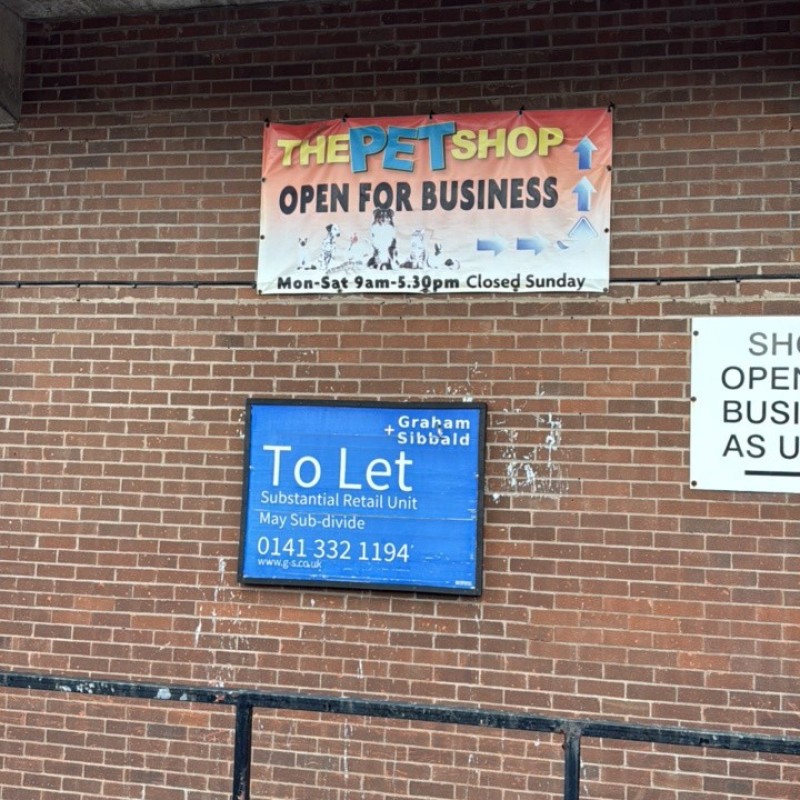 THE PET SHOP
OPEN FOR BUSINESS
Mon-Sat 9am-5.30pm Closed Sunday
Graham
+ Sibbald
To Let
Substantial Retail Unit
May Sub-divide
0141 332 1194
www.g-s.co.uk
SHO
OPEN
BUSI
AS U